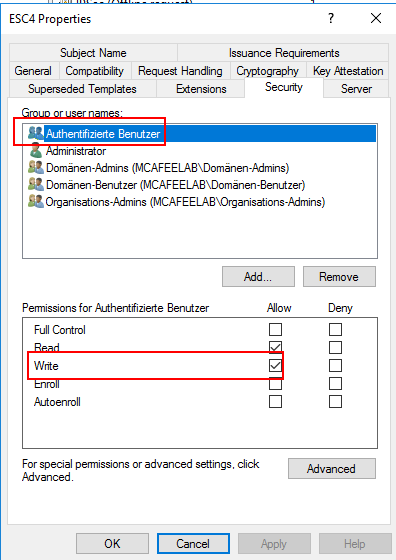 ESC4 Properties
Subject Name Issuance Requirements
General Compatibility Request Handling Cryptography Key Attestation
Superseded Templates Extensions Security Server
Group or user names:
Authentifizierte Benutzer
Administrator
Domänen-Admins (MCAFEELAB\Domänen-Admins)
Domänen-Benutzer (MCAFEELAB\Domänen-Benutzer)
Organisations-Admins (MCAFEELAB\Organisations-Admins)
Add... Remove
Permissions for Authentifizierte Benutzer Allow Deny
Full Control
Read
Write
Enroll
Autoenroll
For special permissions or advanced settings, click
Advanced.
Advanced
OK Cancel Apply Help